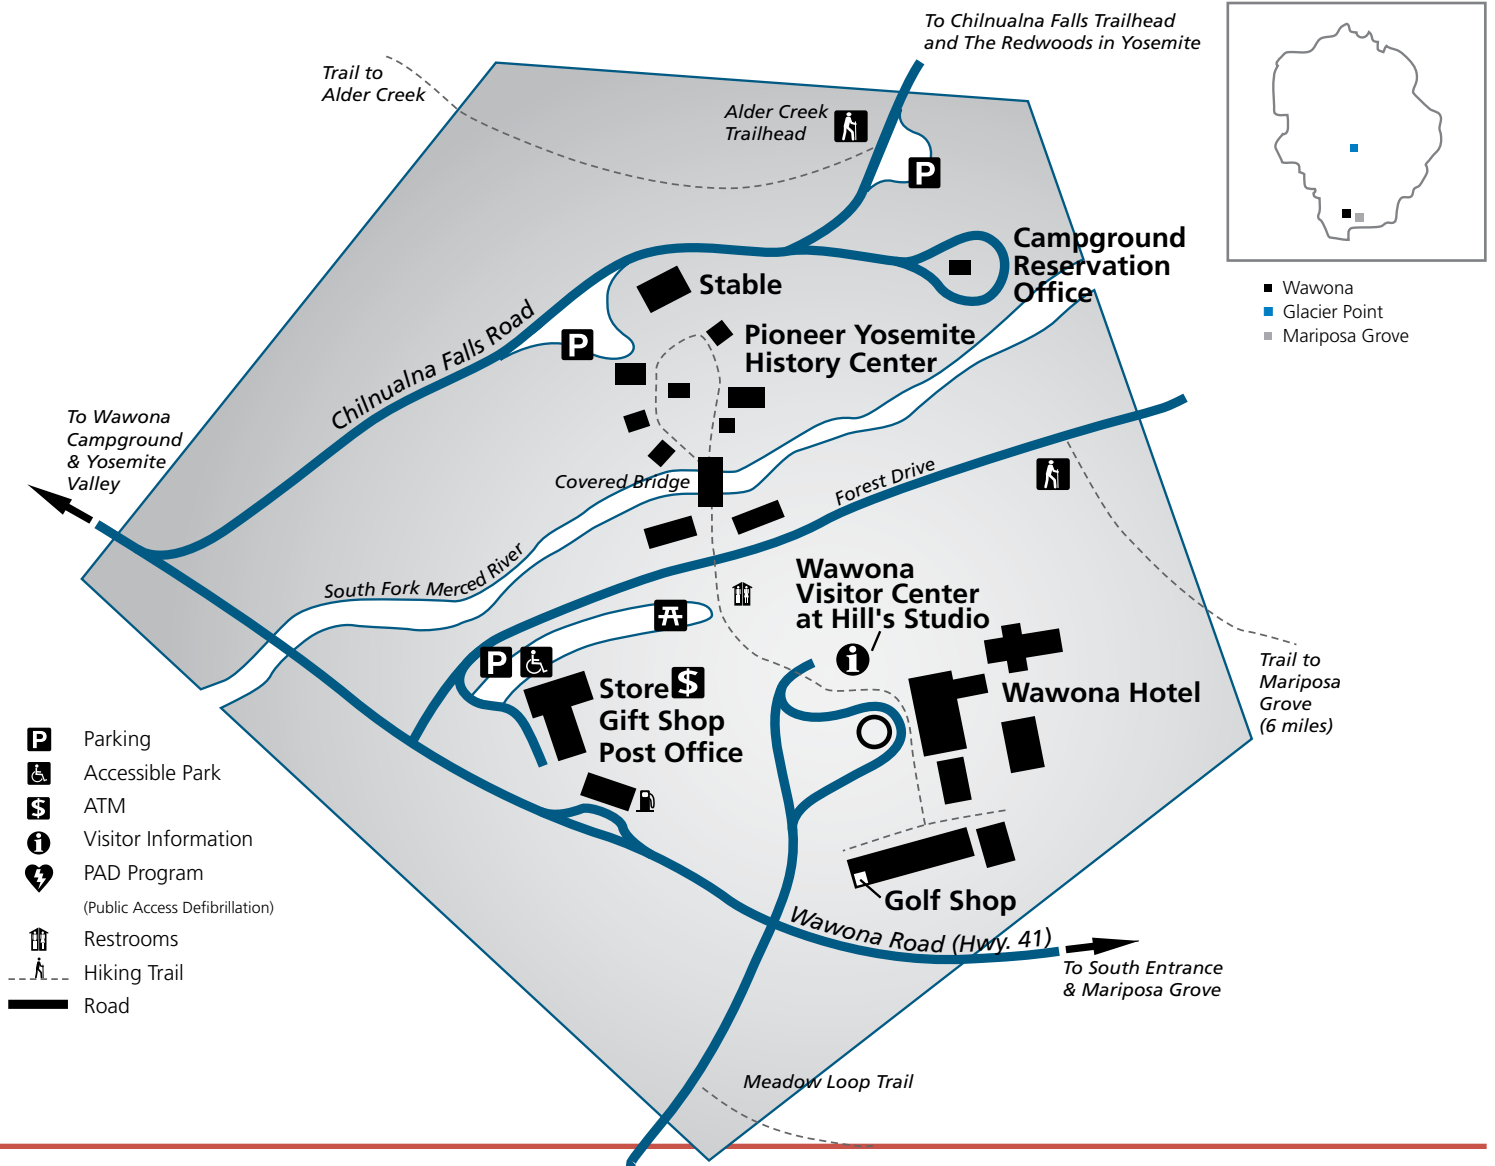 To Chilnualna Falls Trailhead
and The Redwoods in Yosemite
Trail to
Alder Creek
Alder Creek
Trailhead
P
Campground
Reservation
Office
Stable
Pioneer Yosemite
History Center
P
Chilnualna Falls Road
Wawona
Glacier Point
Mariposa Grove
To Wawona
Campground
& Yosemite
Valley
Covered Bridge
Forest Drive
South Fork Merced River
Wawona
Visitor Center
at Hill's Studio
i
P
Store $
Gift Shop
Post Office
Wawona Hotel
Trail to
Mariposa
Grove
(6 miles)
Golf Shop
Wawona Road (Hwy. 41)
To South Entrance
& Mariposa Grove
Meadow Loop Trail
P Parking
Accessible Park
$ ATM
i Visitor Information
PAD Program
(Public Access Defibrillation)
Restrooms
Hiking Trail
Road